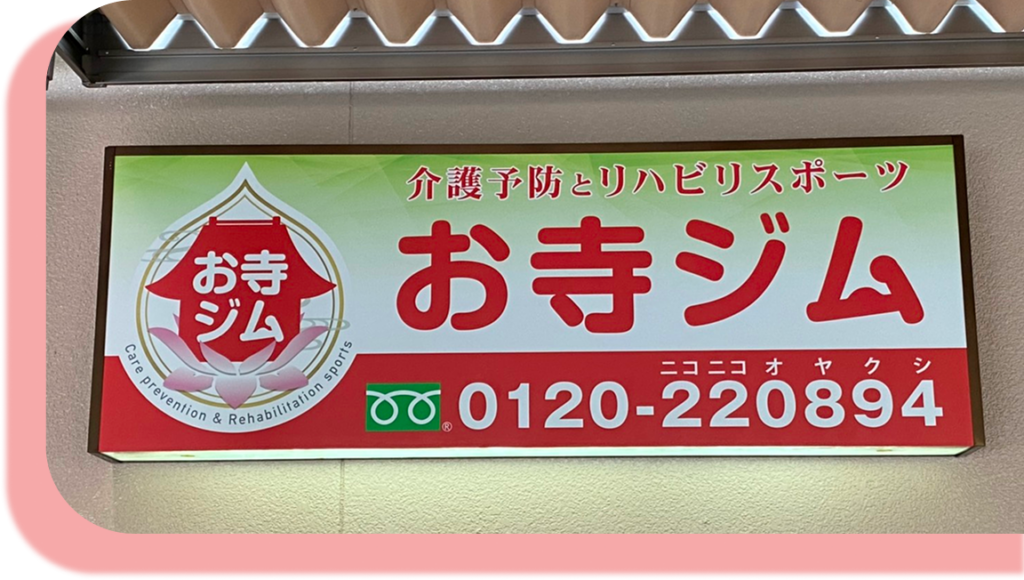 介護予防とリハビリスポーツ
お寺ジム
ニコニコオヤクシ
0120-220894
®
お寺
ジム
Care prevention & Rehabilitation sports